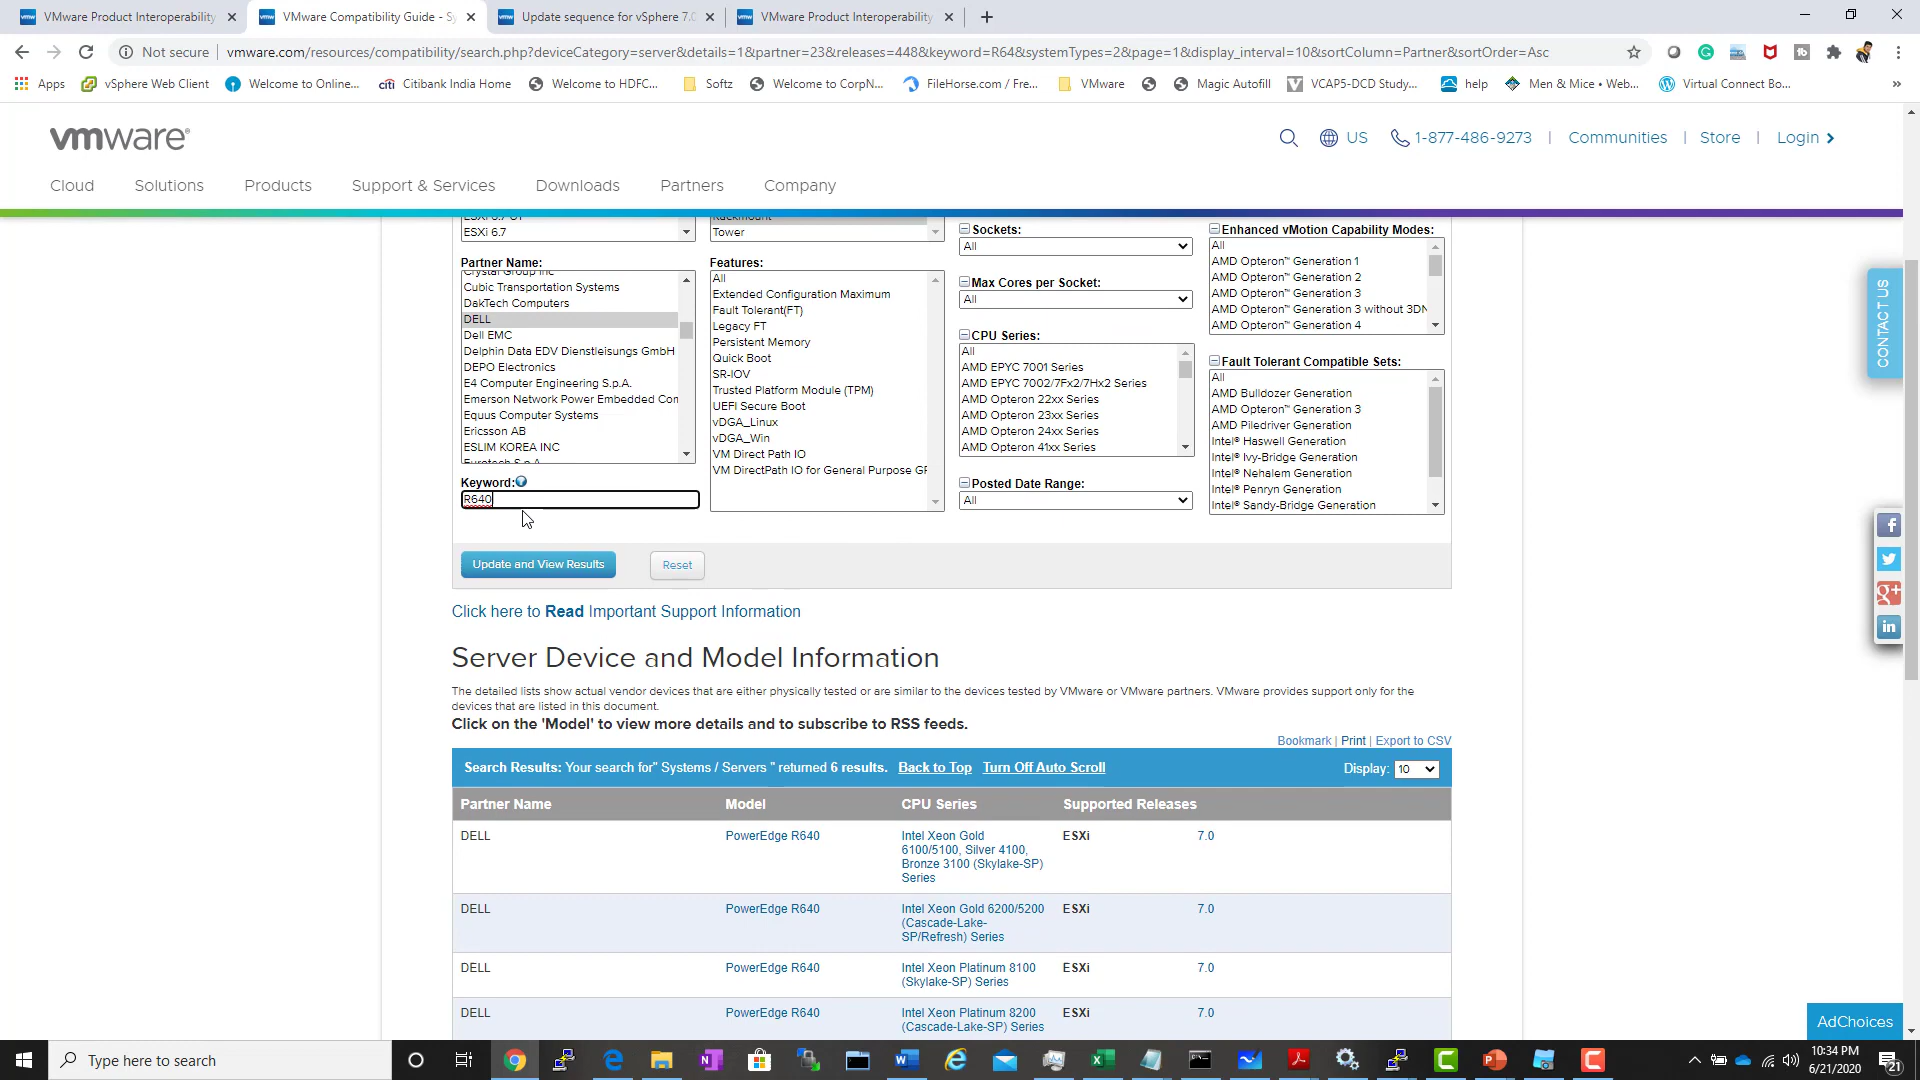 VMware Product Interoperability
VMware Compatibility Guide - Sy
Update sequence for vSphere 7.0
VMware Product Interoperability
Not secure
vmware.com/resources/compatibility/search.php?deviceCategory=server&details=1&partner=23&releases=448&keyword=R64&systemTypes=2&page=1&display_interval=10&sortColumn=Partner&sortOrder=Asc
Apps
vSphere Web Client
Welcome to Online...
citi Citibank India Home
Welcome to HDFC...
Softz
Welcome to CorpN...
FileHorse.com / Fre...
VMware
Magic Autofill
VCAP5-DCD Study...
help
Men & Mice • Web...
Virtual Connect Bo...
vmware®
US
1-877-486-9273
Communities
Store
Login
Cloud
Solutions
Products
Support & Services
Downloads
Partners
Company
ESXi 6.7 U1
ESXi 6.7
Rackmount
Tower
Sockets:
All
Enhanced vMotion Capability Modes:
All
AMD Opteron™ Generation 1
AMD Opteron™ Generation 2
AMD Opteron™ Generation 3
AMD Opteron™ Generation 3 without 3DN
AMD Opteron™ Generation 4
Partner Name:
Crystal Group Inc
Cubic Transportation Systems
DakTech Computers
DELL
Dell EMC
Delphin Data EDV Dienstleisungs GmbH
DEPO Electronics
E4 Computer Engineering S.p.A.
Emerson Network Power Embedded Con
Equus Computer Systems
Ericsson AB
ESLIM KOREA INC
Eurotech S.p.A
Features:
All
Extended Configuration Maximum
Fault Tolerant(FT)
Legacy FT
Persistent Memory
Quick Boot
SR-IOV
Trusted Platform Module (TPM)
UEFI Secure Boot
vDGA_Linux
vDGA_Win
VM Direct Path IO
VM DirectPath IO for General Purpose GF
Max Cores per Socket:
All
CPU Series:
All
AMD EPYC 7001 Series
AMD EPYC 7002/7Fx2/7Hx2 Series
AMD Opteron 22xx Series
AMD Opteron 23xx Series
AMD Opteron 24xx Series
AMD Opteron 41xx Series
Fault Tolerant Compatible Sets:
All
AMD Bulldozer Generation
AMD Opteron™ Generation 3
AMD Piledriver Generation
Intel® Haswell Generation
Intel® Ivy-Bridge Generation
Intel® Nehalem Generation
Intel® Penryn Generation
Intel® Sandy-Bridge Generation
Keyword:
R640
Posted Date Range:
All
Update and View Results
Reset
CONTACT US
Click here to Read Important Support Information
Server Device and Model Information
The detailed lists show actual vendor devices that are either physically tested or are similar to the devices tested by VMware or VMware partners. VMware provides support only for the
devices that are listed in this document.
Click on the 'Model' to view more details and to subscribe to RSS feeds.
Bookmark | Print | Export to CSV
Search Results: Your search for" Systems / Servers " returned 6 results. Back to Top Turn Off Auto Scroll
Display: 10
Partner Name Model CPU Series Supported Releases
DELL PowerEdge R640 Intel Xeon Gold ESXi 7.0
6100/5100, Silver 4100,
Bronze 3100 (Skylake-SP)
Series
DELL PowerEdge R640 Intel Xeon Gold 6200/5200 ESXi 7.0
(Cascade-Lake-
SP/Refresh) Series
DELL PowerEdge R640 Intel Xeon Platinum 8100 ESXi 7.0
(Skylake-SP) Series
DELL PowerEdge R640 Intel Xeon Platinum 8200 ESXi 7.0
(Cascade-Lake-SP) Series
AdChoices
Type here to search
10:34 PM
6/21/2020
21